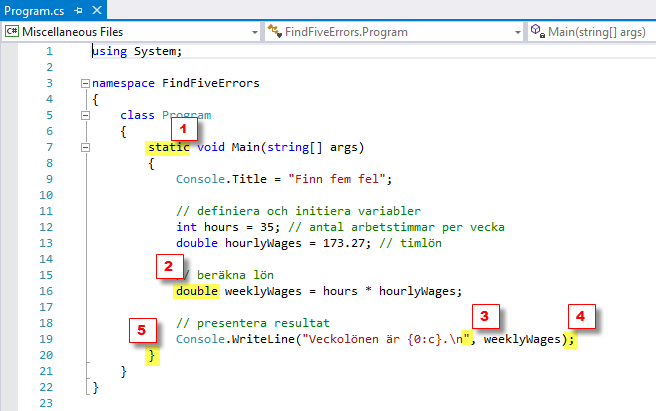 Program.cs
Miscellaneous Files FindFiveErrors.Program Main(string[] args)
1 using System;
2
3 namespace FindFiveErrors
4 {
5 class Program
6 {
1
7 static void Main(string[] args)
8 {
9 Console.Title = "Finn fem fel";
10
11 // definiera och initiera variabler
12 int hours = 35; // antal arbetstimmar per vecka
13 double hourlyWages = 173.27; // timlön
14
2
15 / beräkna lön
16 double weeklyWages = hours * hourlyWages;
17
5 3 4
18 // presentera resultat
19 Console.WriteLine("Veckolönen är {0:c}.\n", weeklyWages);
20 }
21 }
22 }
23